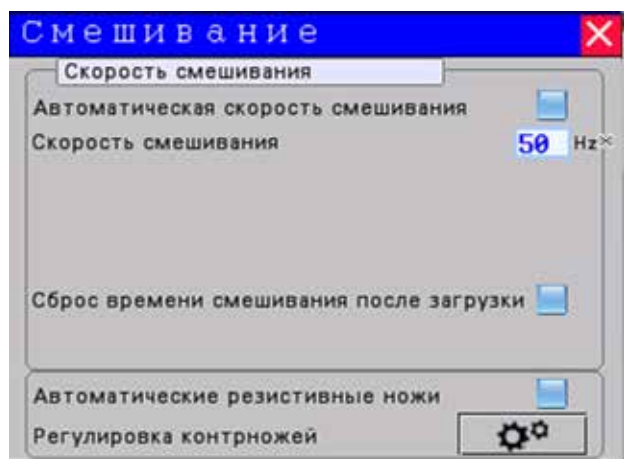 Смешивание
Скорость смешивания
Автоматическая скорость смешивания
Скорость смешивания 50 Hz
Сброс времени смешивания после загрузки
Автоматические резистивные ножи
Регулировка контрножей